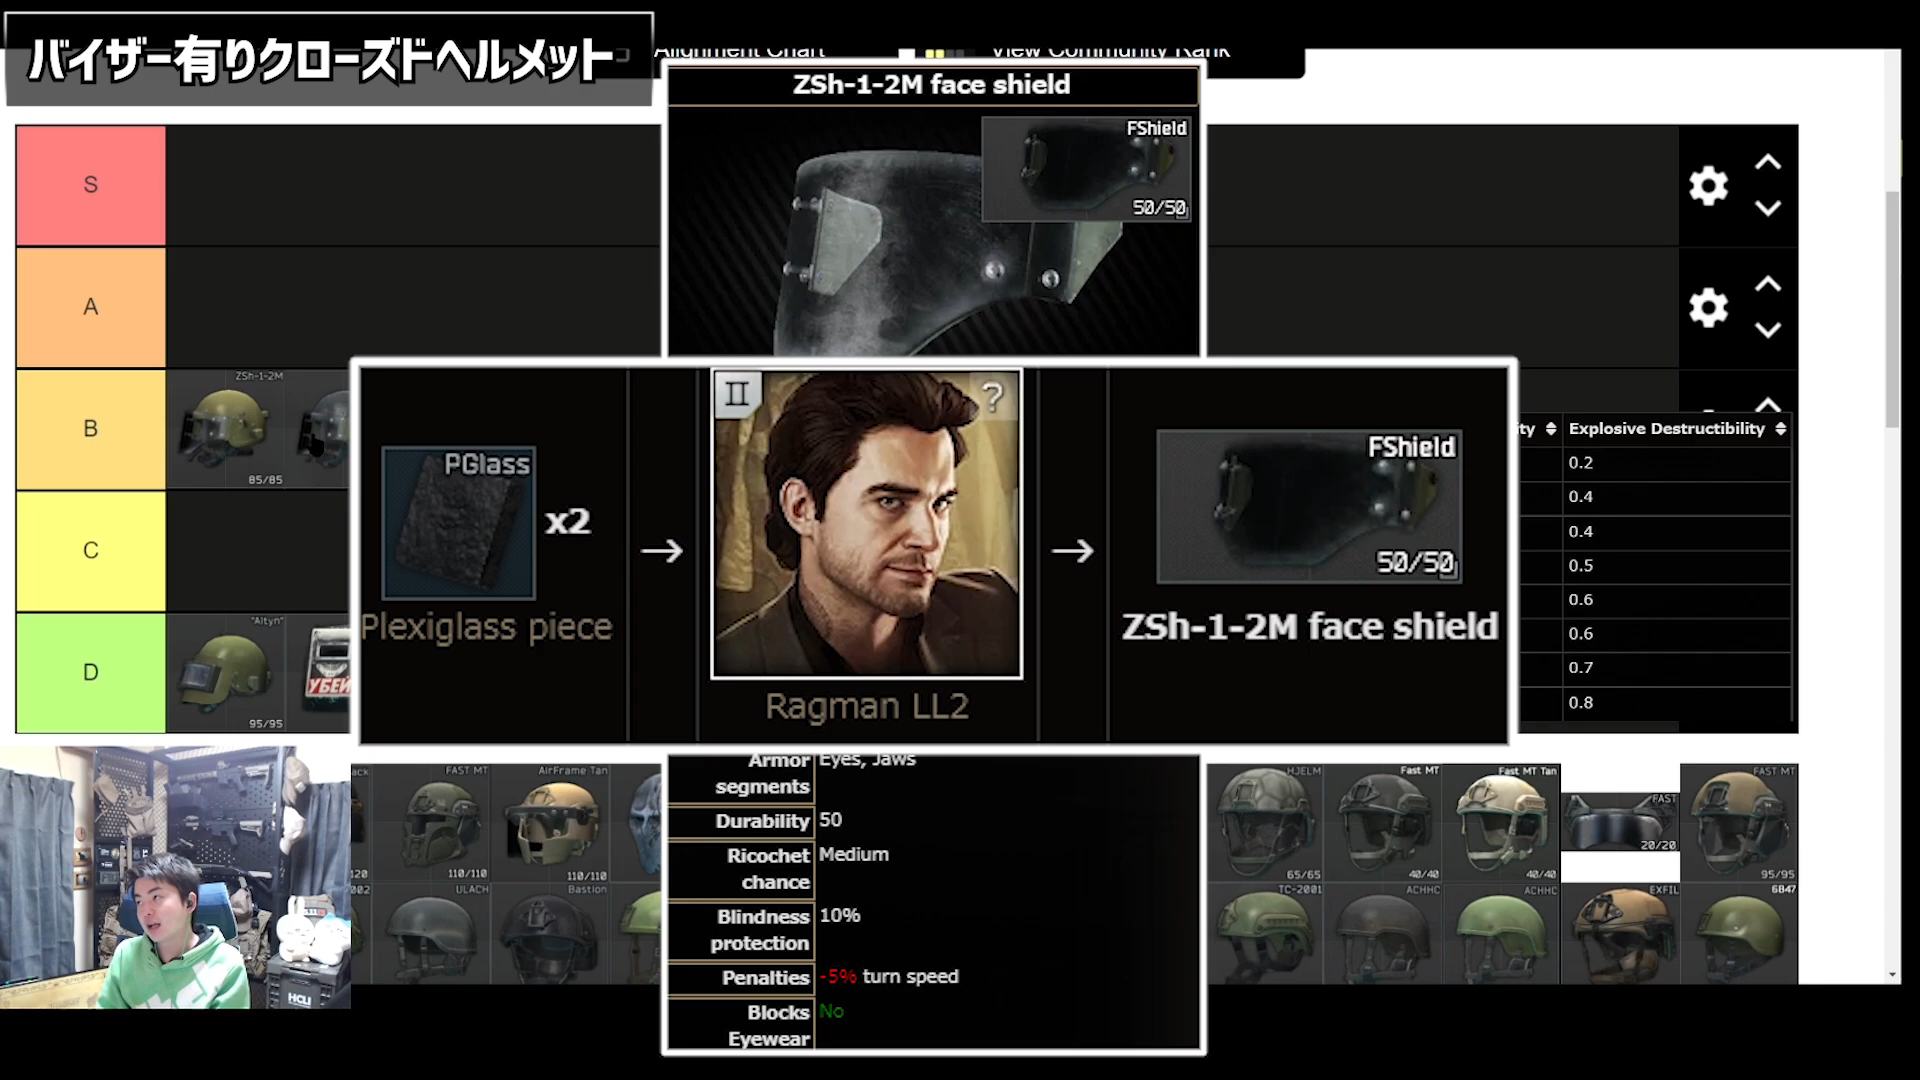 バイザー有りクローズドヘルメット
Alignment Chart
View Community Rank
ZSh-1-2M face shield
FShield
50/50
S
A
B
ZSh-1-2M
85/85
C
D
"Altyn"
95/95
УБЕЙ
PGlass
x2
Plexiglass piece
II
?
Ragman LL2
FShield
50/50
ZSh-1-2M face shield
Explosive Destructibility
0.2
0.4
0.4
0.5
0.6
0.6
0.7
0.8
Armor segments
Eyes, Jaws
Durability
50
Ricochet chance
Medium
Blindness protection
10%
Penalties
-5% turn speed
Blocks Eyewear
No
FAST MT
110/110
AirFrame Tan
110/110
ULACH
Bastion
HJELM
65/65
Fast MT
40/40
Fast MT Tan
40/40
FAST
20/20
FAST MT
95/95
TC-2001
ACHHC
ACHHC
EXFIL
6B47
HCLI